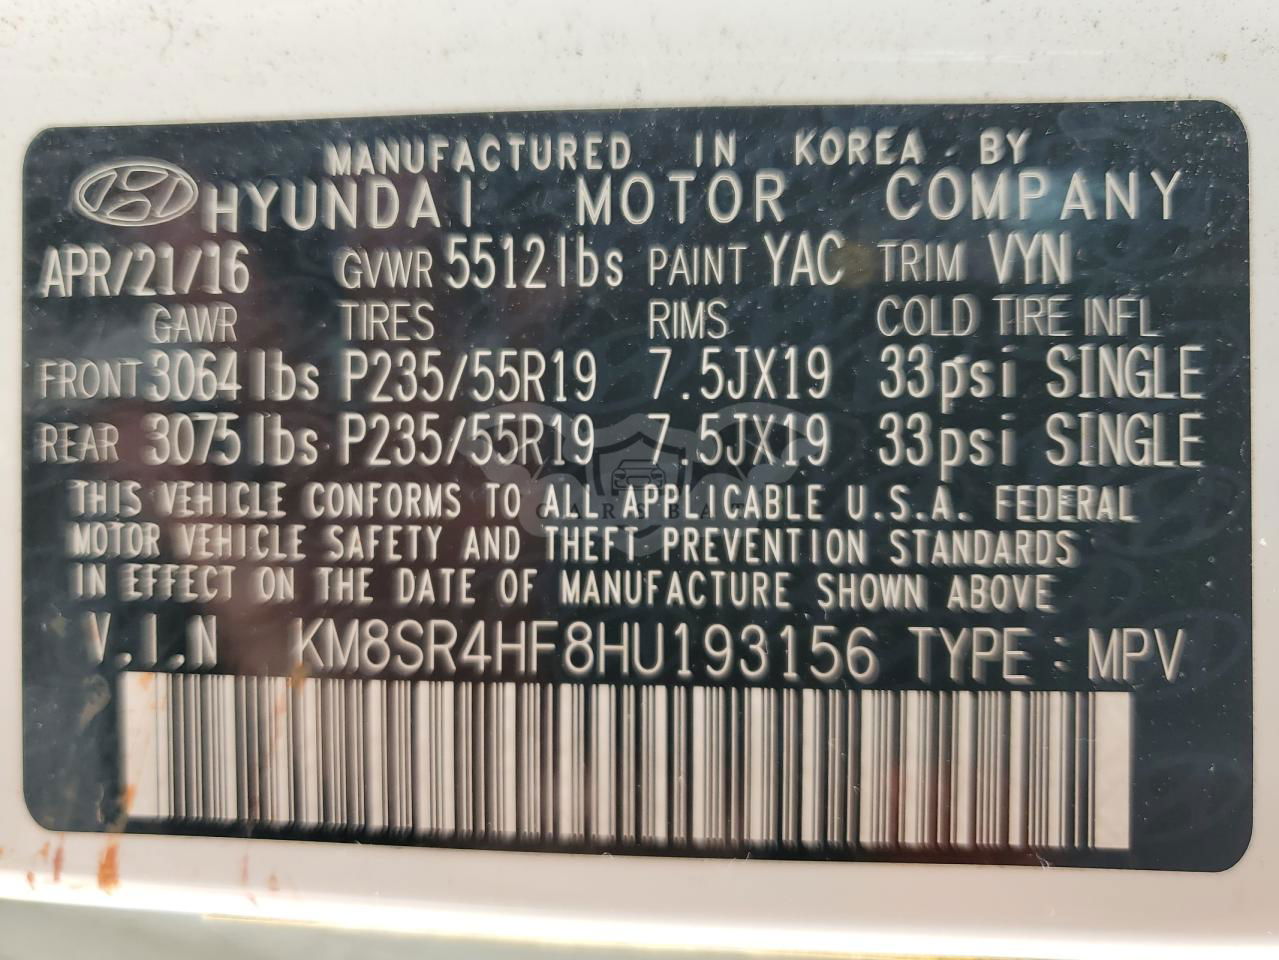 MANUFACTURED IN KOREA BY
HYUNDAI MOTOR COMPANY
APR/21/16 GVWR 5512lbs PAINT YAC TRIM VYN
GAWR TIRES RIMS COLD TIRE INFL
FRONT 3064lbs P235/55R19 7.5JX19 33psi SINGLE
REAR 3075lbs P235/55R19 7.5JX19 33psi SINGLE
THIS VEHICLE CONFORMS TO ALL APPLICABLE U.S.A. FEDERAL
CARSBAT
MOTOR VEHICLE SAFETY AND THEFT PREVENTION STANDARDS
IN EFFECT ON THE DATE OF MANUFACTURE SHOWN ABOVE
V.I.N KM8SR4HF8HU193156 TYPE : MPV